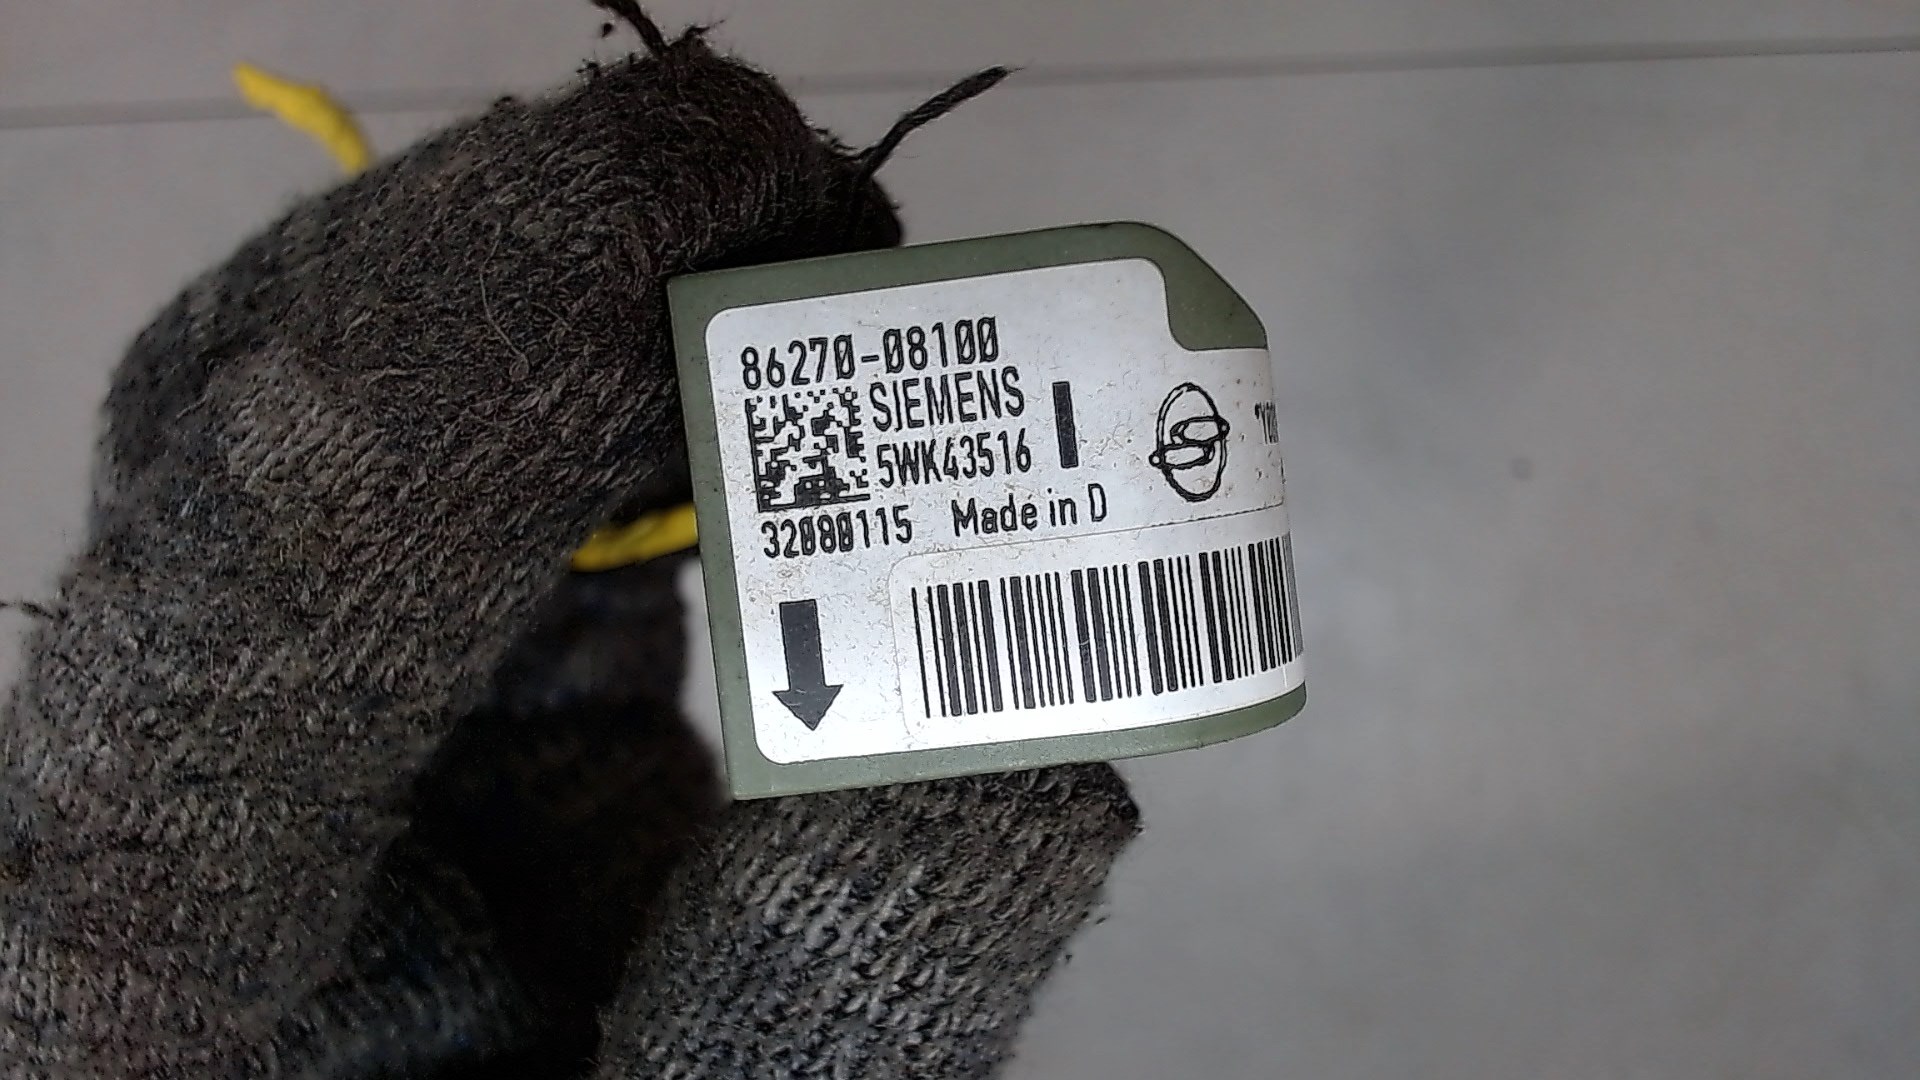 86270-08100
SIEMENS
5WK43516
32080115 Made in D